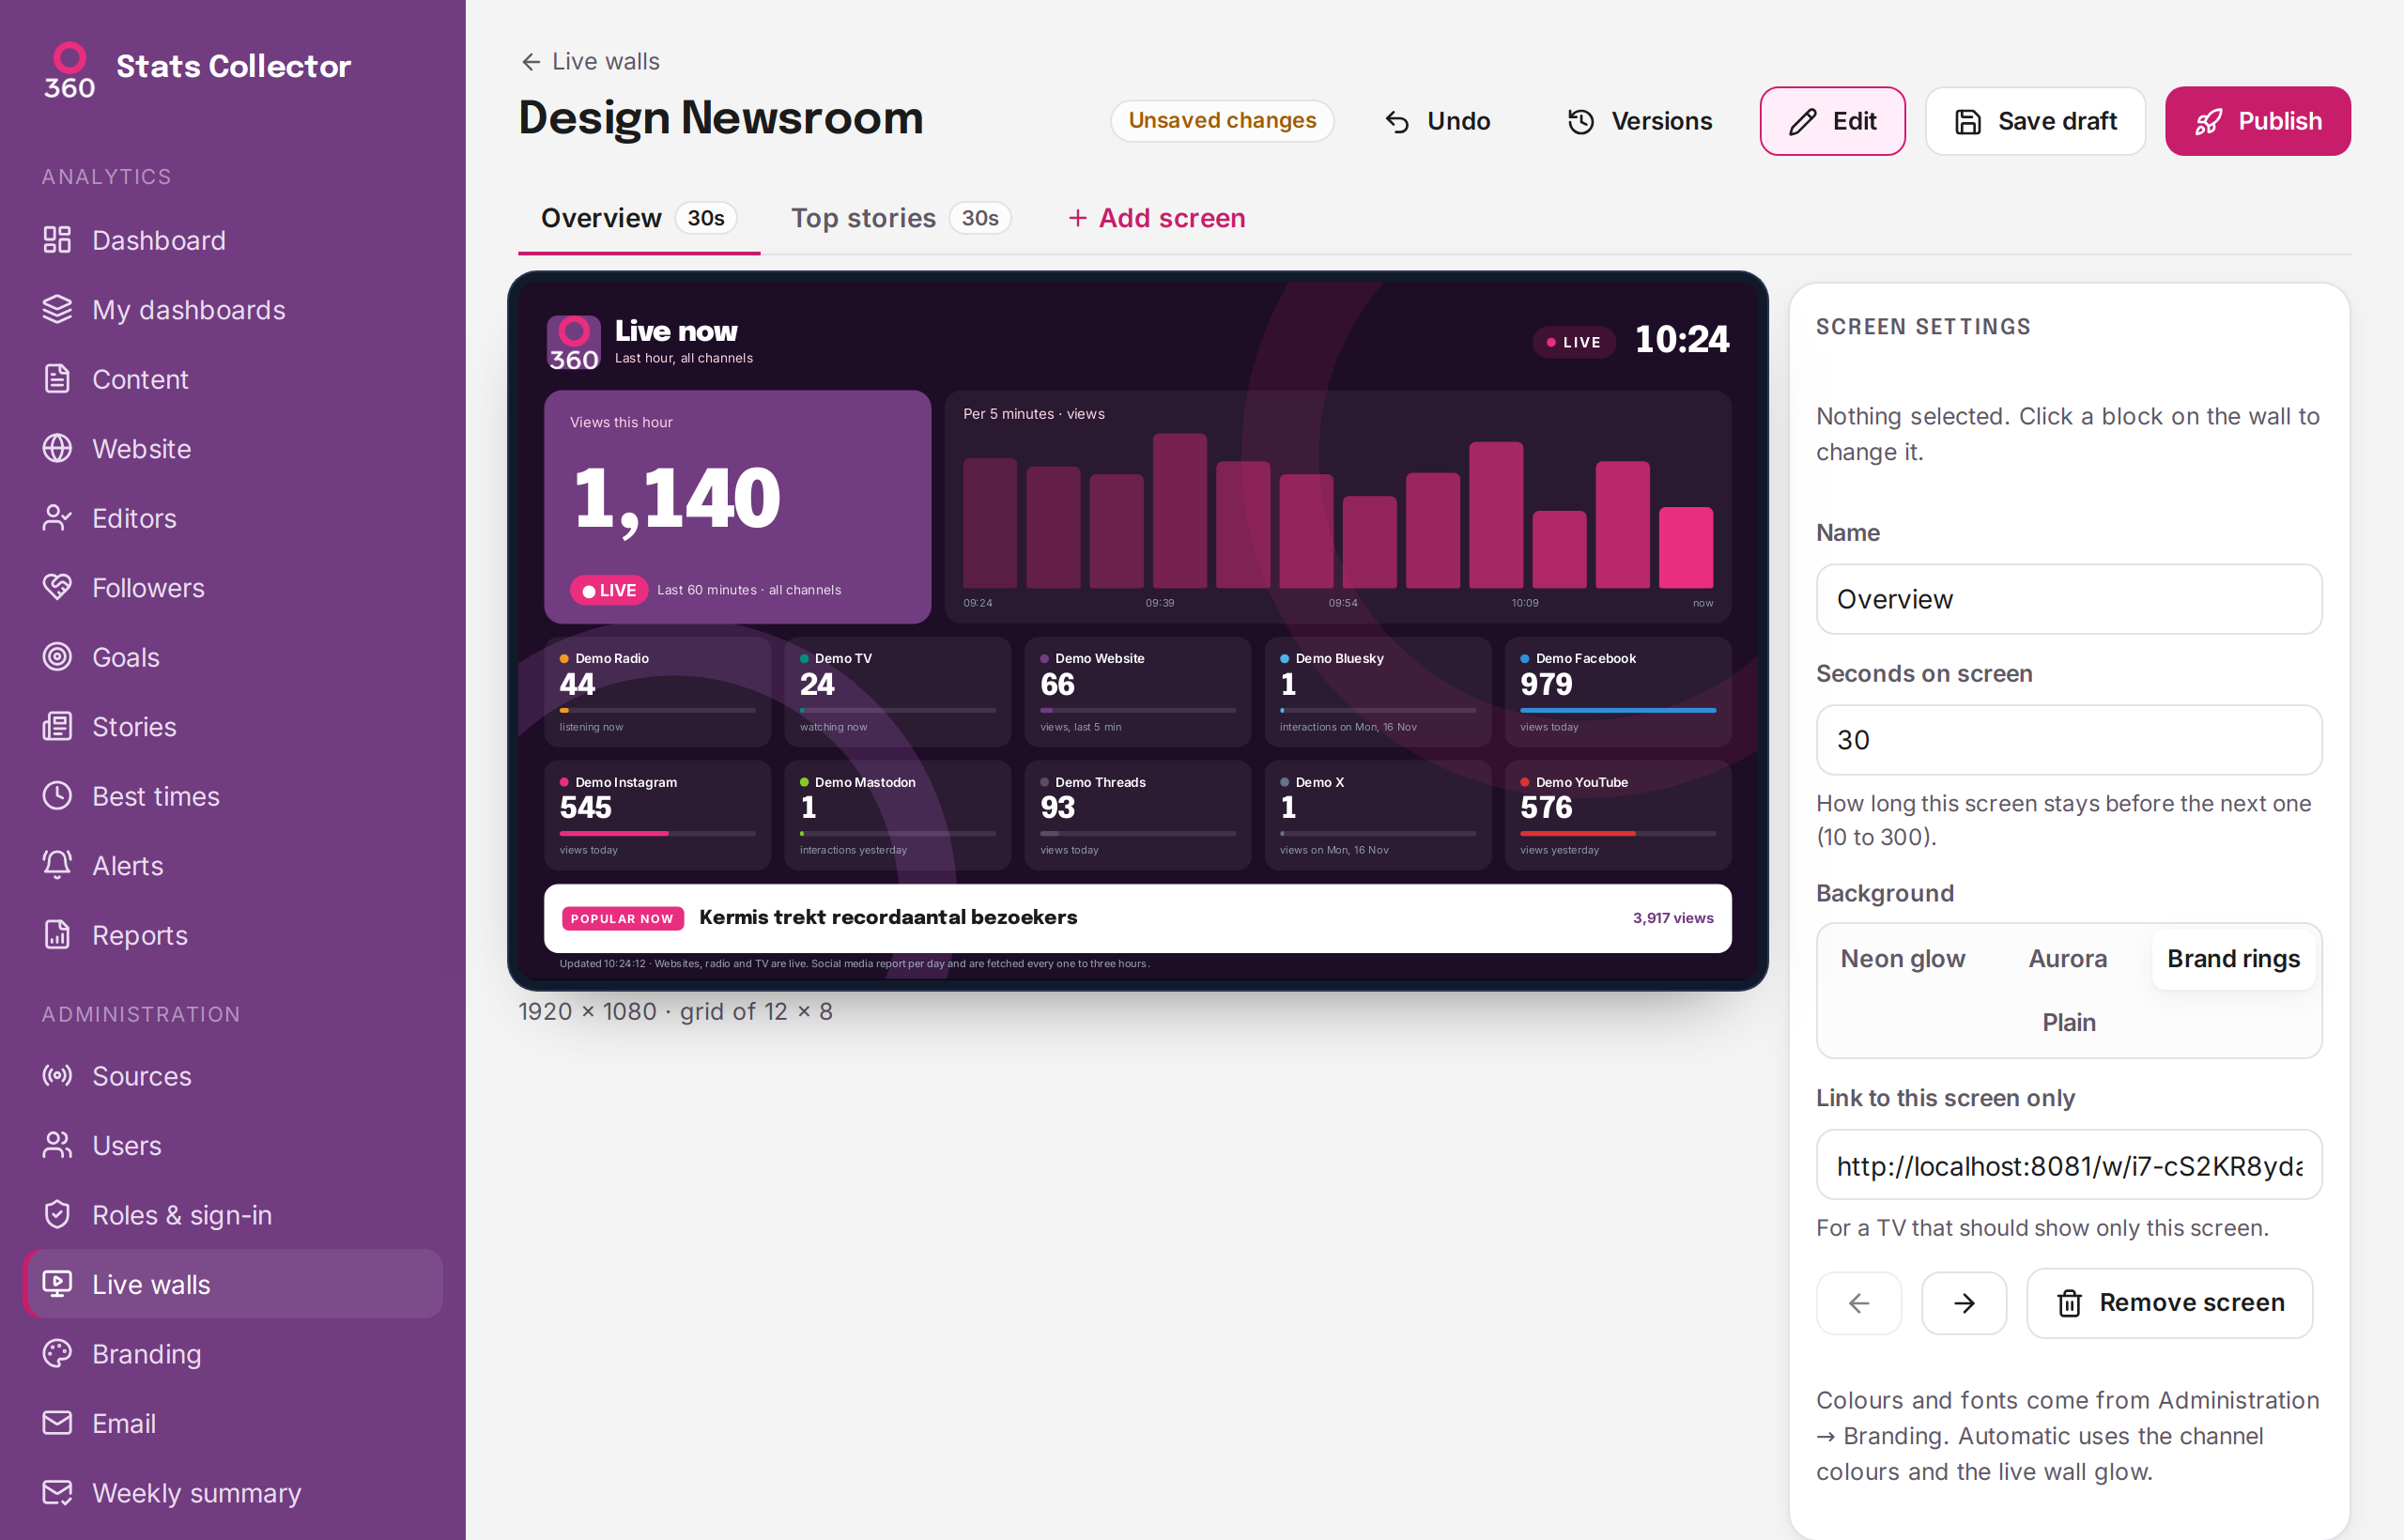 360
Stats Collector
ANALYTICS
Dashboard
My dashboards
Content
Website
Editors
Followers
Goals
Stories
Best times
Alerts
Reports
ADMINISTRATION
Sources
Users
Roles & sign-in
Live walls
Branding
Email
Weekly summary
← Live walls
Design Newsroom
Unsaved changes
Undo
Versions
Edit
Save draft
Publish
Overview 30s
Top stories 30s
+ Add screen
360
Live now
Last hour, all channels
LIVE
10:24
Views this hour
1,140
LIVE
Last 60 minutes · all channels
Per 5 minutes · views
09:24 09:39 09:54 10:09 now
Demo Radio
44
listening now
Demo TV
24
watching now
Demo Website
66
views, last 5 min
Demo Bluesky
1
interactions on Mon, 16 Nov
Demo Facebook
979
views today
Demo Instagram
545
views today
Demo Mastodon
1
interactions yesterday
Demo Threads
93
views today
Demo X
1
views on Mon, 16 Nov
Demo YouTube
576
views yesterday
POPULAR NOW
Kermis trekt recordaantal bezoekers
3,917 views
Updated 10:24:12 · Websites, radio and TV are live. Social media report per day and are fetched every one to three hours.
1920 × 1080 · grid of 12 × 8
SCREEN SETTINGS
Nothing selected. Click a block on the wall to
change it.
Name
Overview
Seconds on screen
30
How long this screen stays before the next one
(10 to 300).
Background
Neon glow
Aurora
Brand rings
Plain
Link to this screen only
http://localhost:8081/w/i7-cS2KR8yda
For a TV that should show only this screen.
← →
Remove screen
Colours and fonts come from Administration
→ Branding. Automatic uses the channel
colours and the live wall glow.